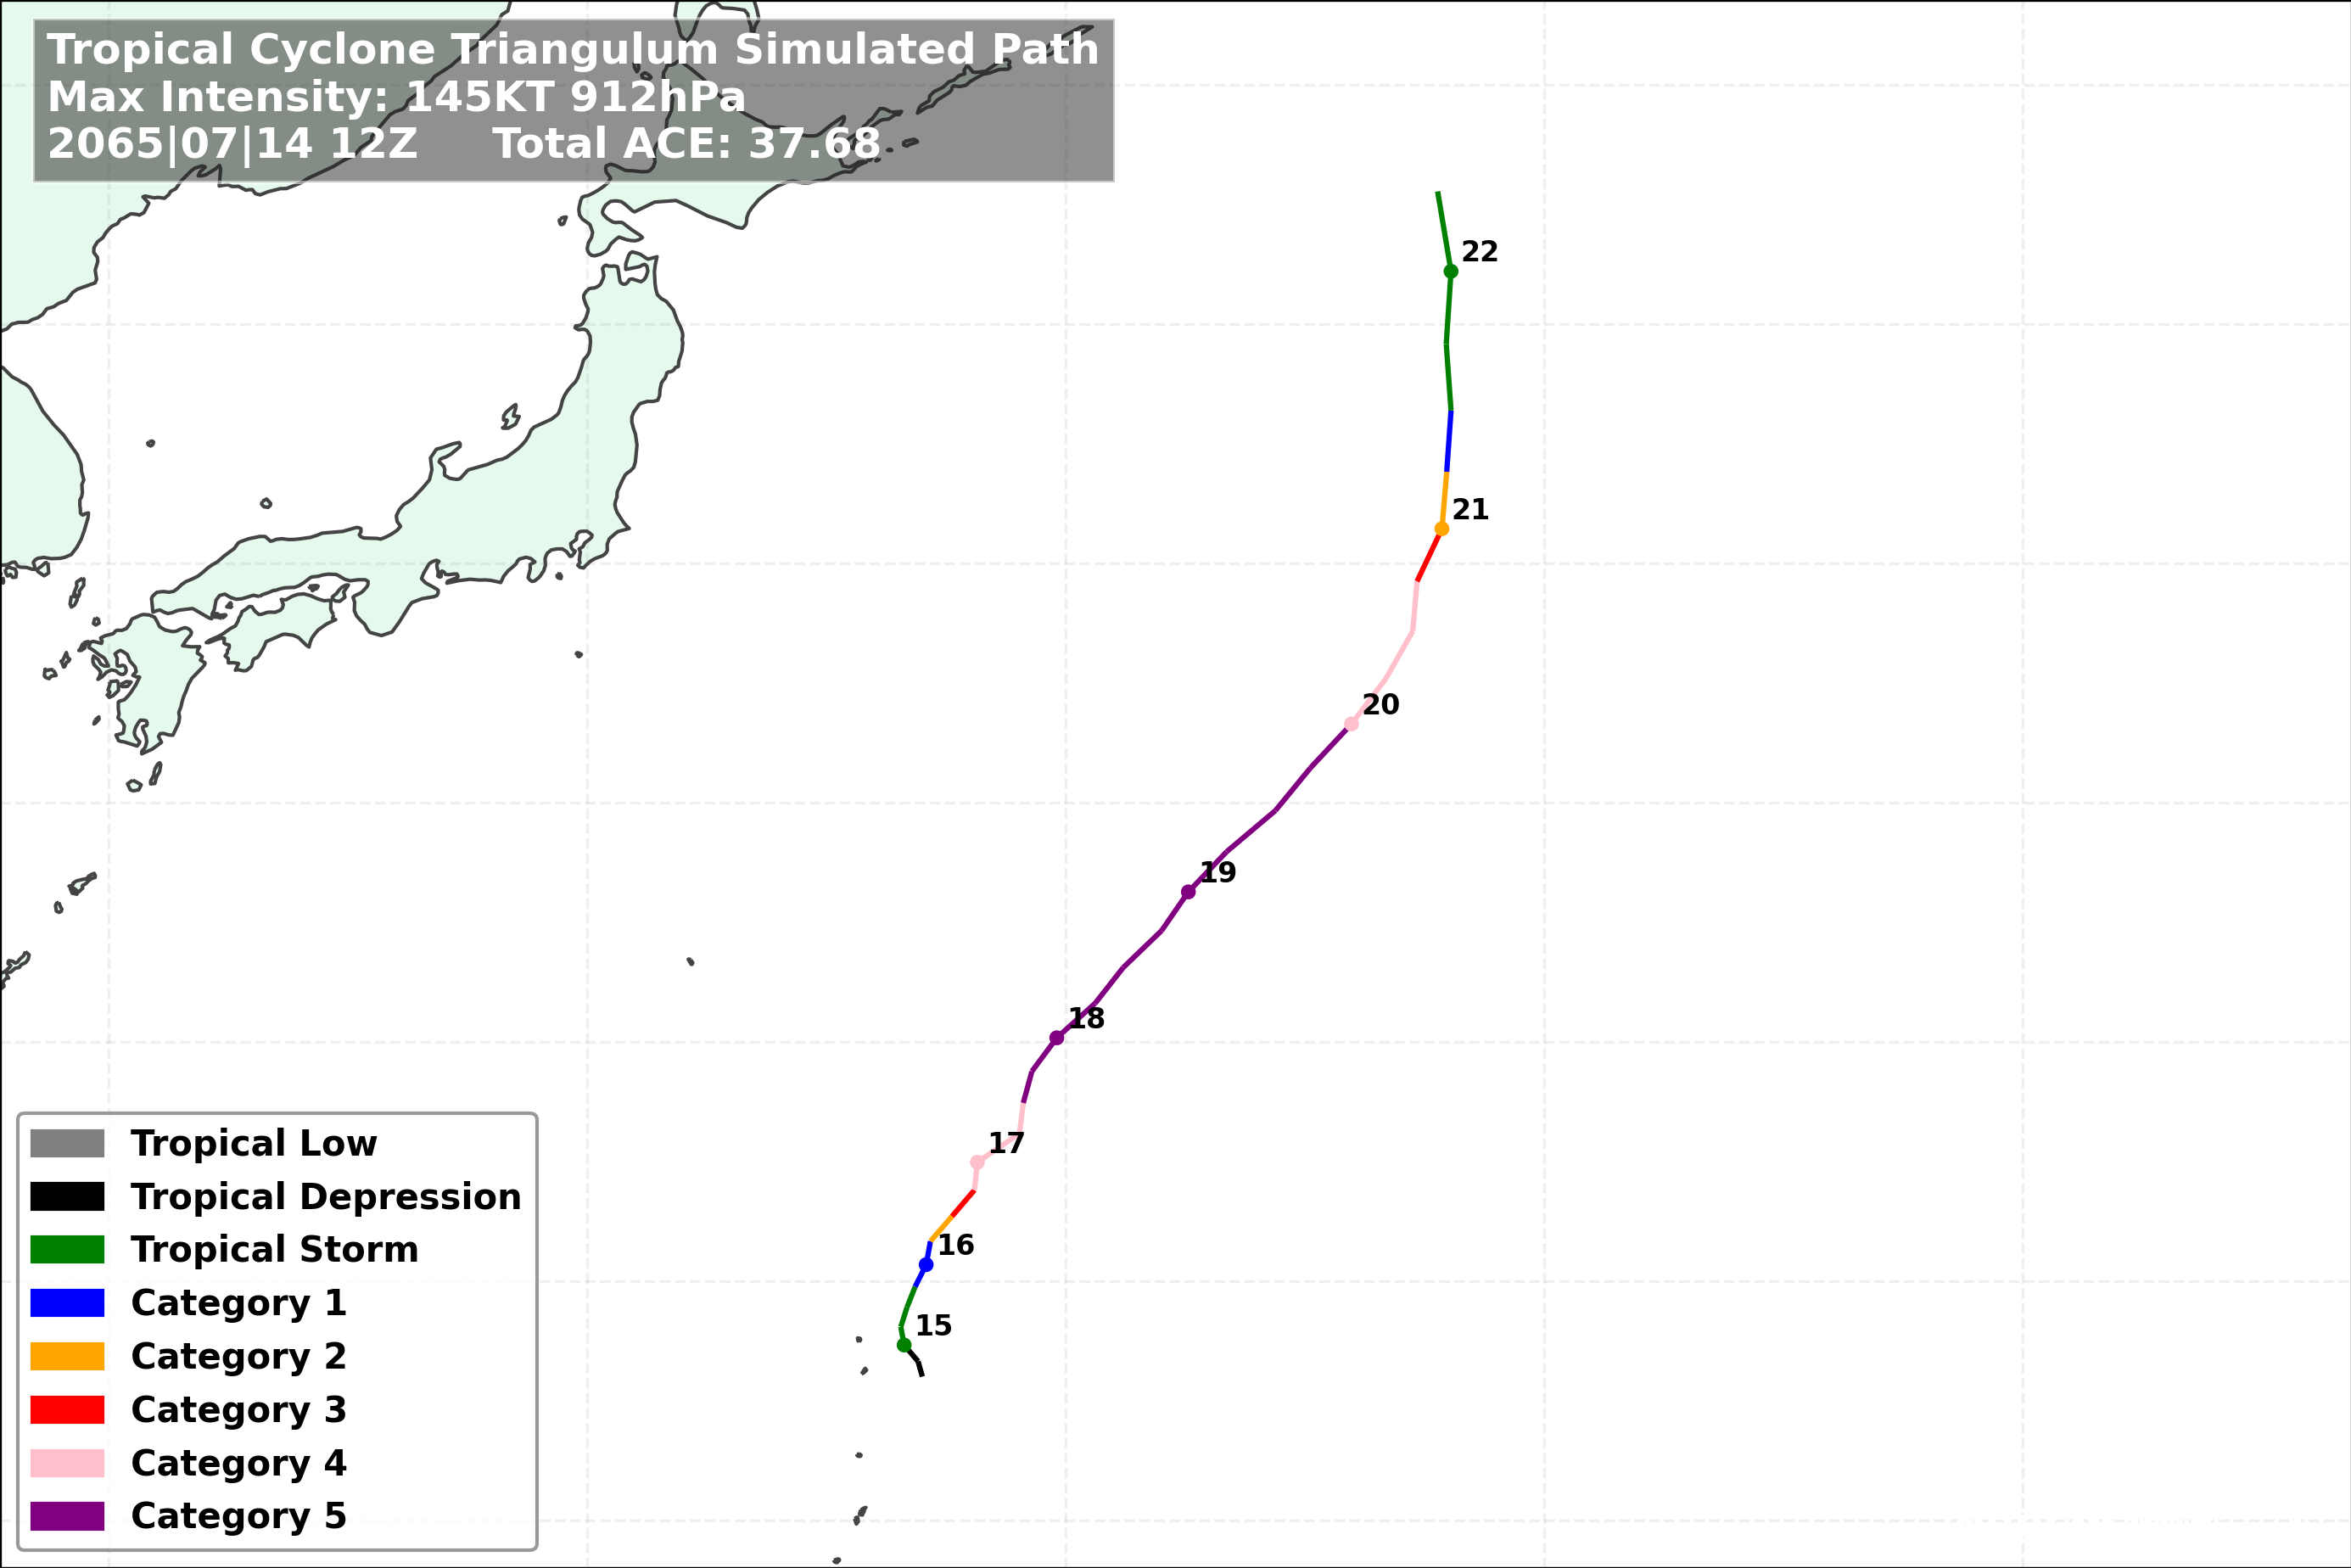 Tropical Cyclone Triangulum Simulated Path
Max Intensity: 145KT 912hPa
2065|07|14 12Z Total ACE: 37.68
22
21
20
19
18
17
16
15
Tropical Low
Tropical Depression
Tropical Storm
Category 1
Category 2
Category 3
Category 4
Category 5